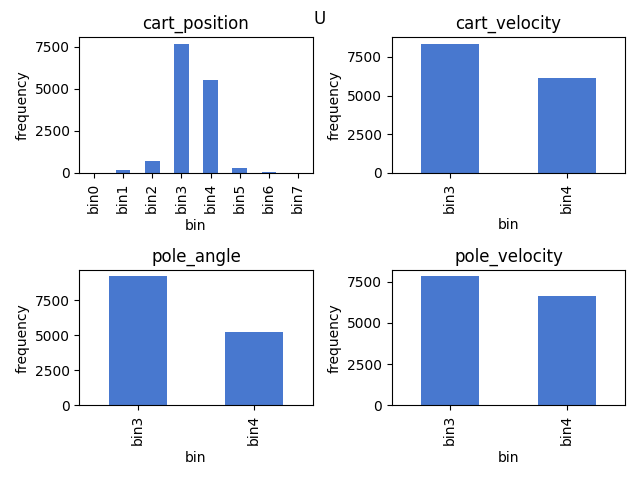 U
cart_position
frequency
7500
5000
2500
0
bin0 bin1 bin2 bin3 bin4 bin5 bin6 bin7
bin
cart_velocity
frequency
7500
5000
2500
0
bin3 bin4
bin
pole_angle
frequency
7500
5000
2500
0
bin3 bin4
bin
pole_velocity
frequency
7500
5000
2500
0
bin3 bin4
bin